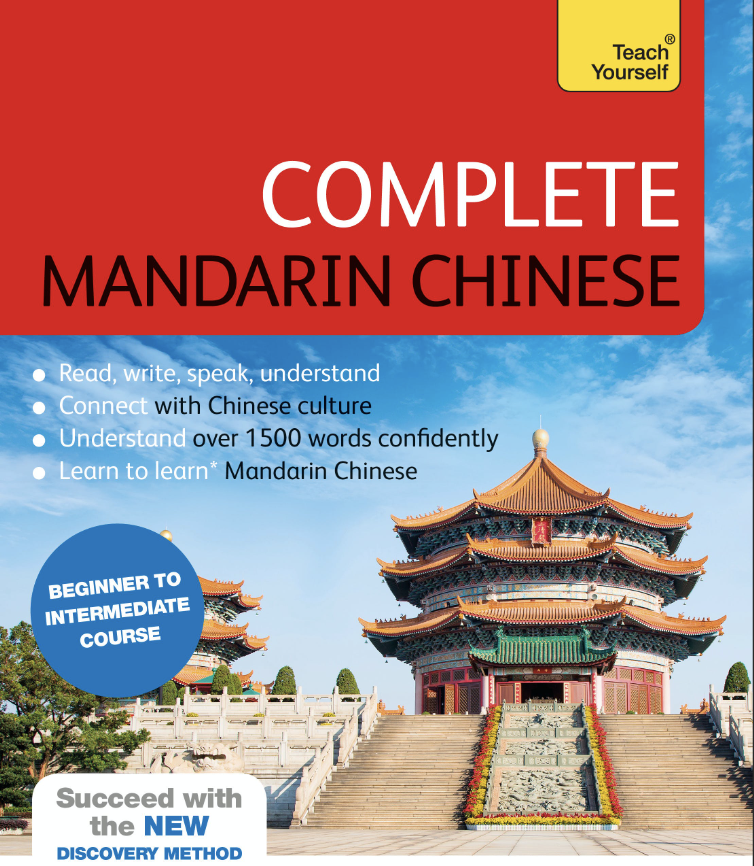 Teach®
Yourself
COMPLETE
MANDARIN CHINESE
● Read, write, speak, understand
● Connect with Chinese culture
● Understand over 1500 words confidently
● Learn to learn* Mandarin Chinese
BEGINNER TO
INTERMEDIATE
COURSE
Succeed with
the NEW
DISCOVERY METHOD